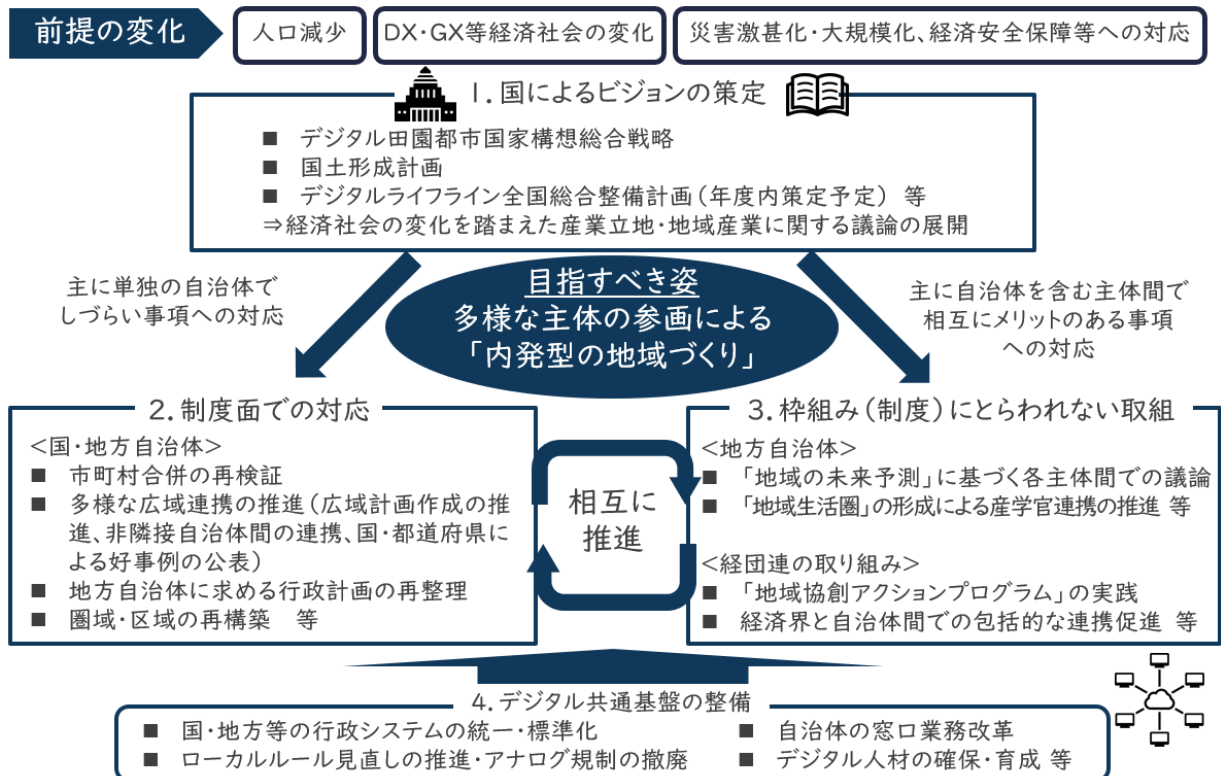 前提の変化
人口減少
DX・GX等経済社会の変化
災害激甚化・大規模化、経済安全保障等への対応
1.国によるビジョンの策定
■ デジタル田園都市国家構想総合戦略
■ 国土形成計画
■ デジタルライフライン全国総合整備計画(年度内策定予定) 等
⇒経済社会の変化を踏まえた産業立地・地域産業に関する議論の展開
主に単独の自治体で
しづらい事項への対応
目指すべき姿
多様な主体の参画による
「内発型の地域づくり」
主に自治体を含む主体間で
相互にメリットのある事項
への対応
2.制度面での対応
<国・地方自治体>
■ 市町村合併の再検証
■ 多様な広域連携の推進(広域計画作成の推
進、非隣接自治体間の連携、国・都道府県に
よる好事例の公表)
■ 地方自治体に求める行政計画の再整理
■ 圏域・区域の再構築 等
相互に
推進
3.枠組み(制度)にとらわれない取組
<地方自治体>
■ 「地域の未来予測」に基づく各主体間での議論
■ 「地域生活圏」の形成による産学官連携の推進 等
<経団連の取り組み>
■ 「地域協創アクションプログラム」の実践
■ 経済界と自治体間での包括的な連携促進 等
4.デジタル共通基盤の整備
■ 国・地方等の行政システムの統一・標準化
■ ローカルルール見直しの推進・アナログ規制の撤廃
■ 自治体の窓口業務改革
■ デジタル人材の確保・育成 等